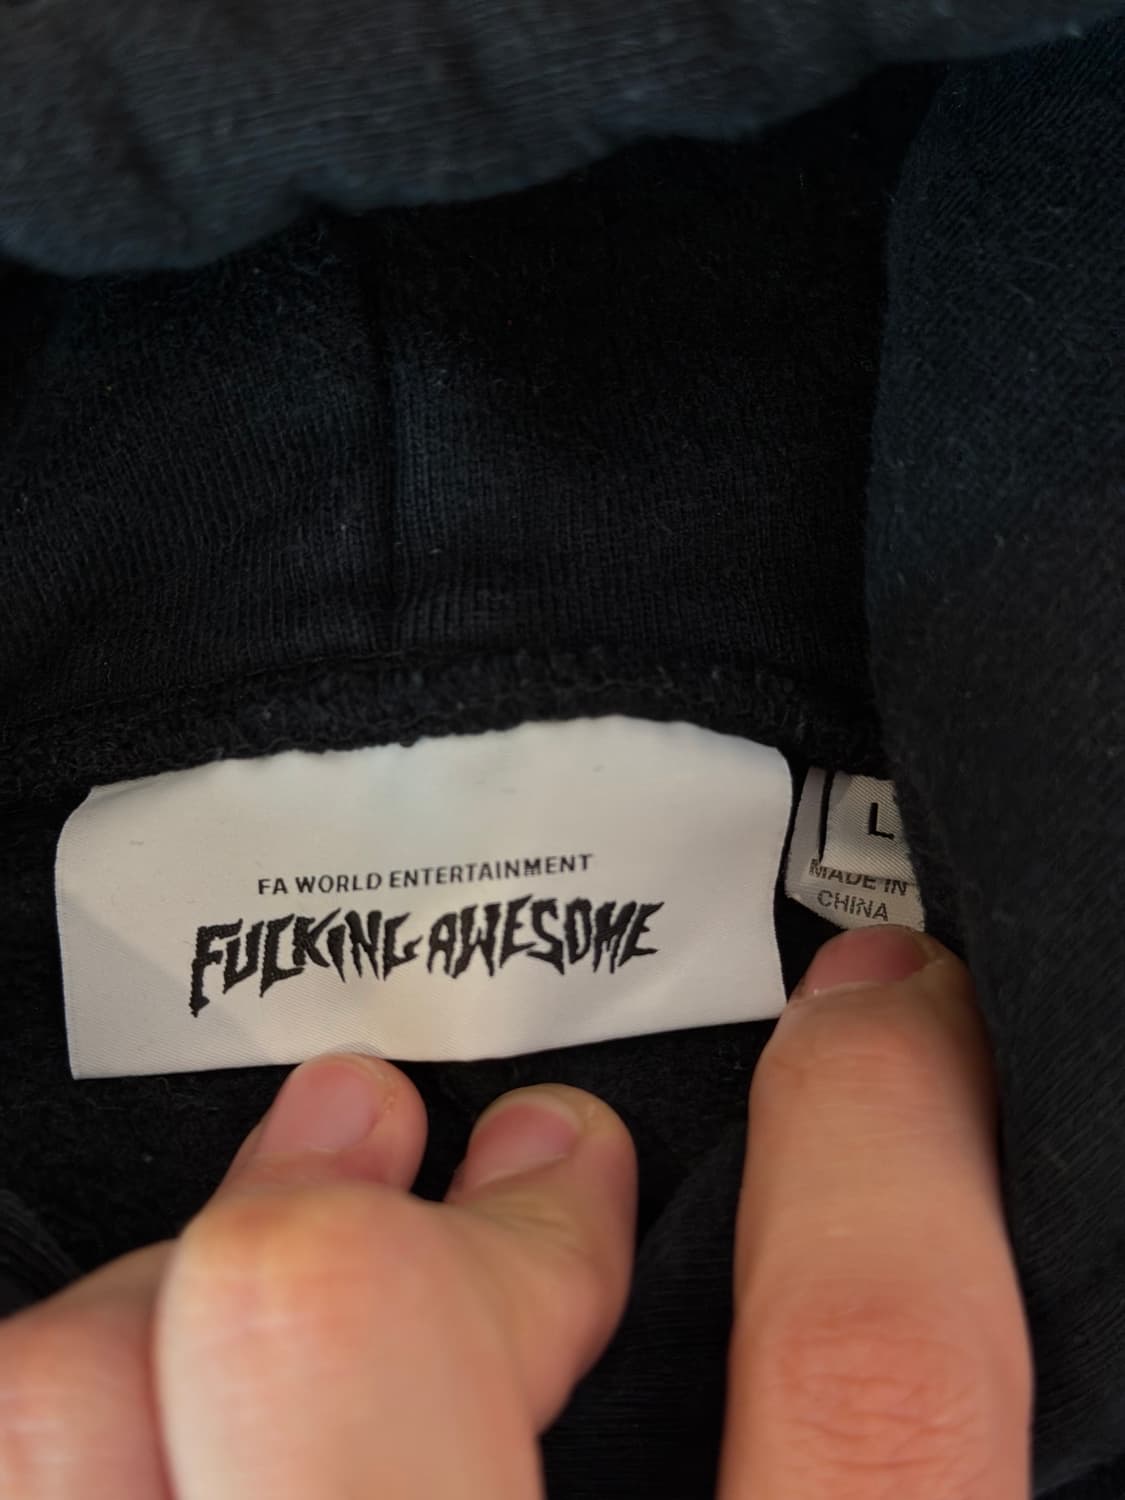 FA WORLD ENTERTAINMENT
FUCKING AWESOME
L
MADE IN
CHINA